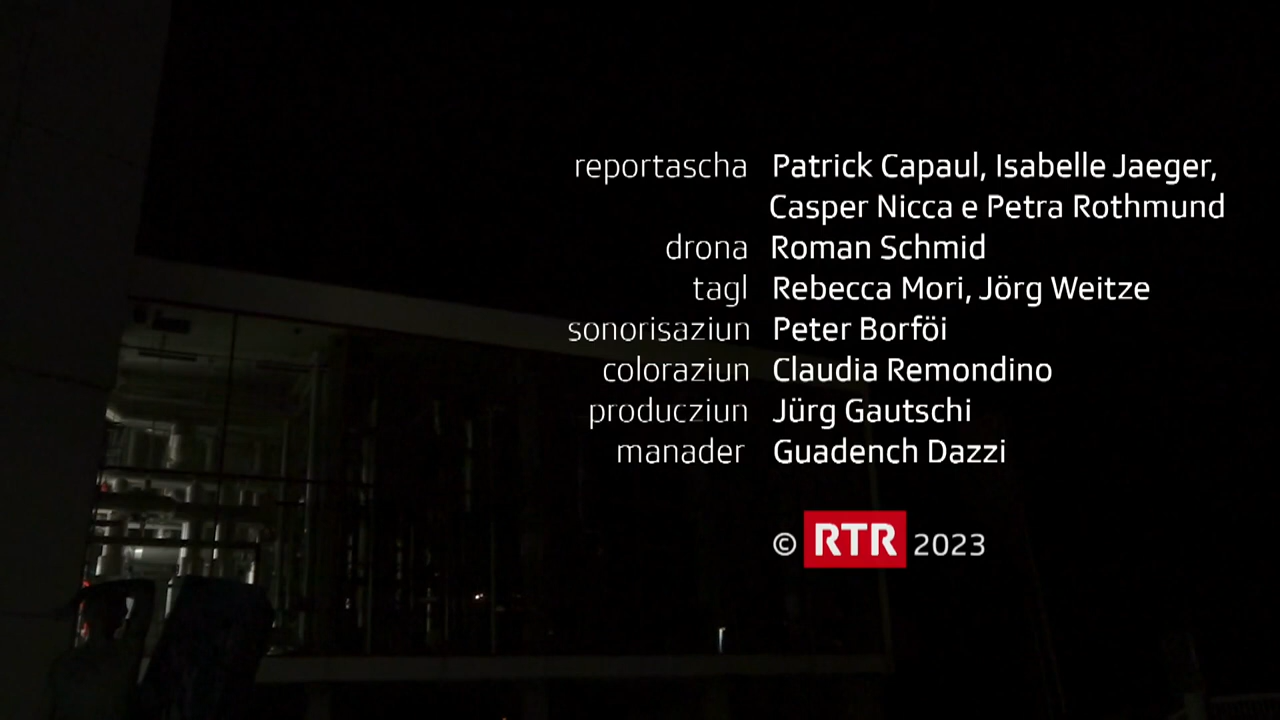 reportascha Patrick Capaul, Isabelle Jaeger,
Casper Nicca e Petra Rothmund
drona Roman Schmid
tagl Rebecca Mori, Jörg Weitze
sonorisaziun Peter Borföi
coloraziun Claudia Remondino
producziun Jürg Gautschi
manader Guadench Dazzi
© RTR 2023